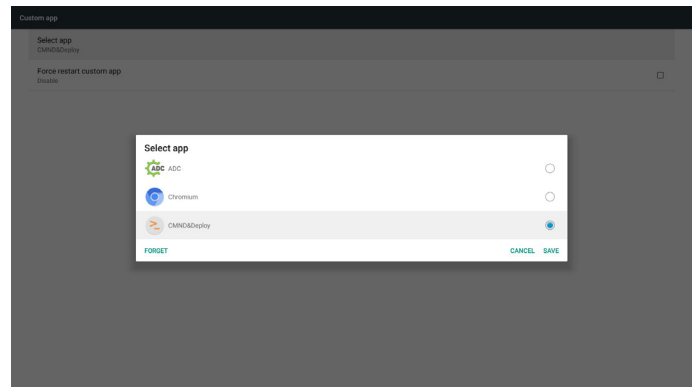 Custom app
Select app
CMND&Deploy
Force restart custom app
Disable
Select app
ADC ADC
Chromium
CMND&Deploy
FORGET CANCEL SAVE